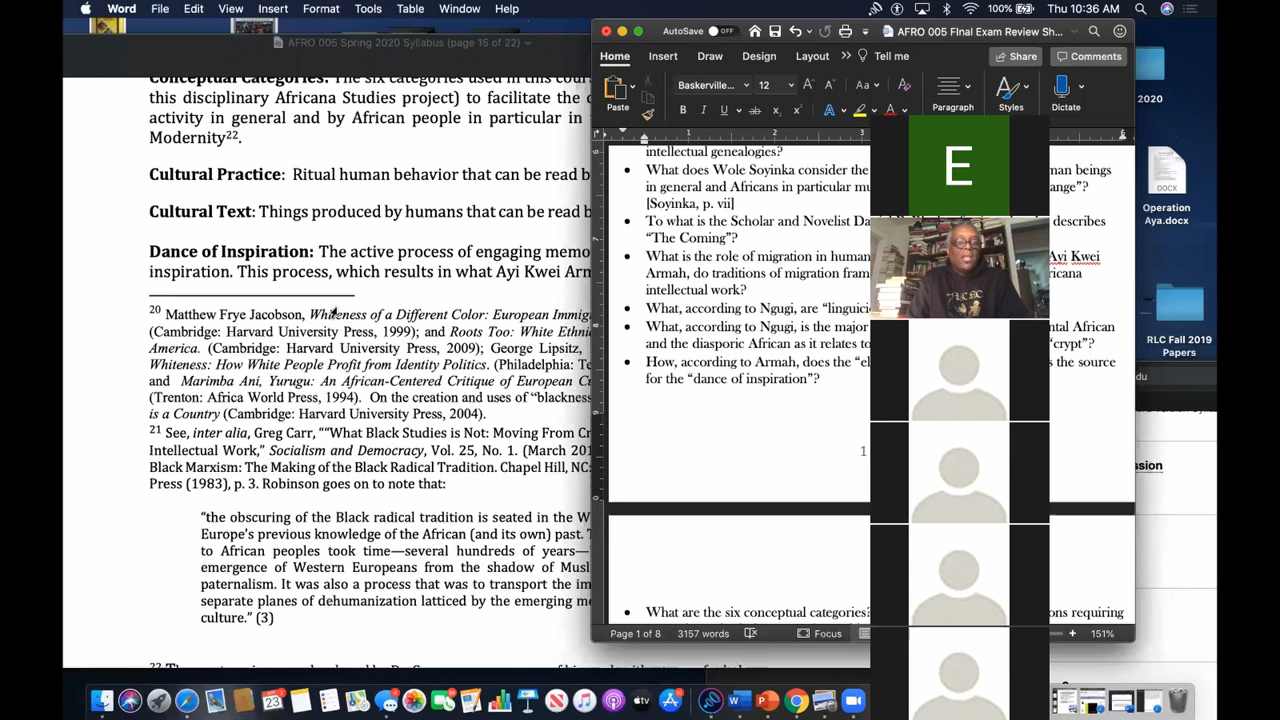 Word File Edit View Insert Format Tools Table Window Help 100% Thu 10:36 AM
AFRO 005 Spring 2020 Syllabus (page 16 of 22)
Conceptual Categories: The six categories used in this cour
this disciplinary Africana Studies project) to facilitate the
activity in general and by African people in particular in
Modernity22.
Cultural Practice: Ritual human behavior that can be read b
Cultural Text: Things produced by humans that can be read b
Dance of Inspiration: The active process of engaging memo
inspiration. This process, which results in what Ayi Kwei Arm
20 Matthew Frye Jacobson, Whiteness of a Different Color: European Immig
(Cambridge: Harvard University Press, 1999); and Roots Too: White Ethni
America. (Cambridge: Harvard University Press, 2009); George Lipsitz,
Whiteness: How White People Profit from Identity Politics. (Philadelphia: Te
and Marimba Ani, Yurugu: An African-Centered Critique of European C
(Trenton: Africa World Press, 1994). On the creation and uses of "blackness
is a Country (Cambridge: Harvard University Press, 2004).
21 See, inter alia, Greg Carr, ""What Black Studies is Not: Moving From Cr
Intellectual Work," Socialism and Democracy, Vol. 25, No. 1. (March 201
Black Marxism: The Making of the Black Radical Tradition. Chapel Hill, NC:
Press (1983), p. 3. Robinson goes on to note that:
"the obscuring of the Black radical tradition is seated in the W
Europe's previous knowledge of the African (and its own) past. T
to African peoples took time—several hundreds of years—
emergence of Western Europeans from the shadow of Musl
paternalism. It was also a process that was to transport the im
separate planes of dehumanization latticed by the emerging m
culture." (3)
AutoSave OFF AFRO 005 FInal Exam Review Sh...
Home Insert Draw Design Layout Tell me Share Comments
Paste Baskerville... 12 Aa Paragraph Styles Dictate
B I U ab x2 x2 A A
1 2 3 6
intellectual genealogies?
What does Wole Soyinka consider the man beings
in general and Africans in particular mu ange"?
[Soyinka, p. vii]
To what is the Scholar and Novelist Da describes
"The Coming"?
What is the role of migration in human Ayi Kwei
Armah, do traditions of migration fram ricana
intellectual work?
What, according to Ngugi, are "linguici
What, according to Ngugi, is the major ntal African
and the diasporic African as it relates to "crypt"?
How, according to Armah, does the "el s the source
for the "dance of inspiration"?
1
What are the six conceptual categories? ons requiring
Page 1 of 8 3157 words Focus 151%
E
2020
DOCX
Operation
Aya.docx
RLC Fall 2019
Papers
du
ssion